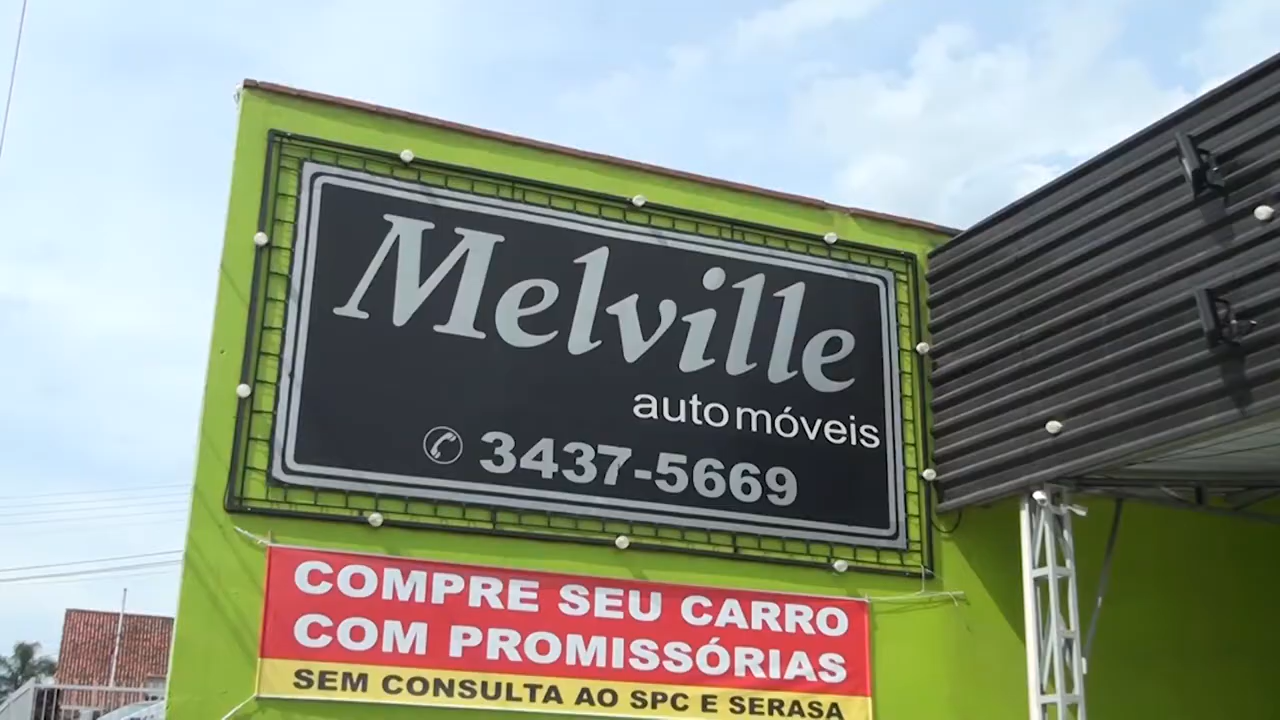 Melville
automóveis
3437-5669
COMPRE SEU CARRO
COM PROMISSÓRIAS
SEM CONSULTA AO SPC E SERASA